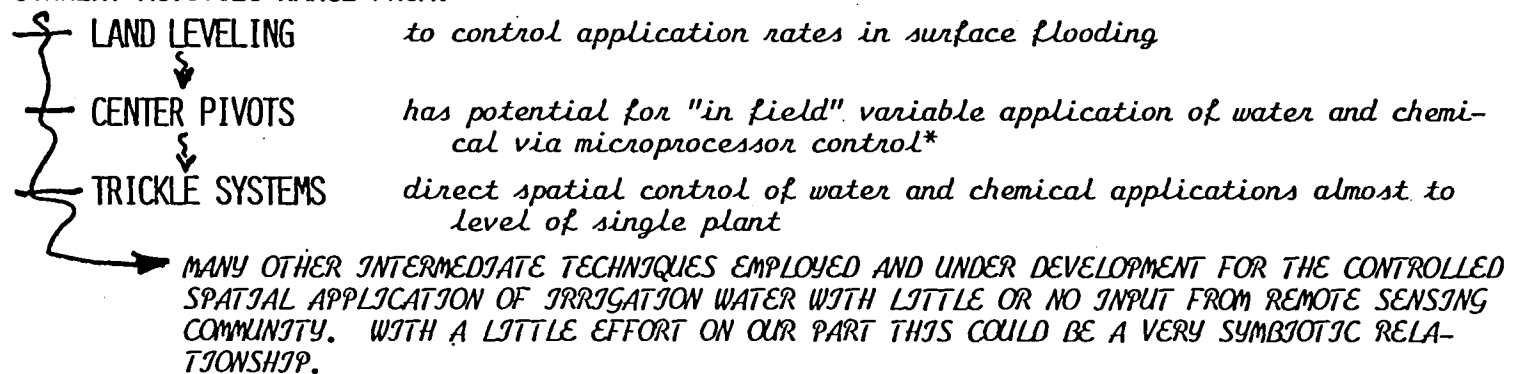 LAND LEVELING to control application rates in surface flooding
CENTER PIVOTS has potential for "in field" variable application of water and chemi-
cal via microprocessor control*
TRICKLE SYSTEMS direct spatial control of water and chemical applications almost to
level of single plant
MANY OTHER INTERMEDIATE TECHNIQUES EMPLOYED AND UNDER DEVELOPMENT FOR THE CONTROLLED
SPATIAL APPLICATION OF IRRIGATION WATER WITH LITTLE OR NO INPUT FROM REMOTE SENSING
COMMUNITY. WITH A LITTLE EFFORT ON OUR PART THIS COULD BE A VERY SYMBIOTIC RELA-
TIONSHIP.